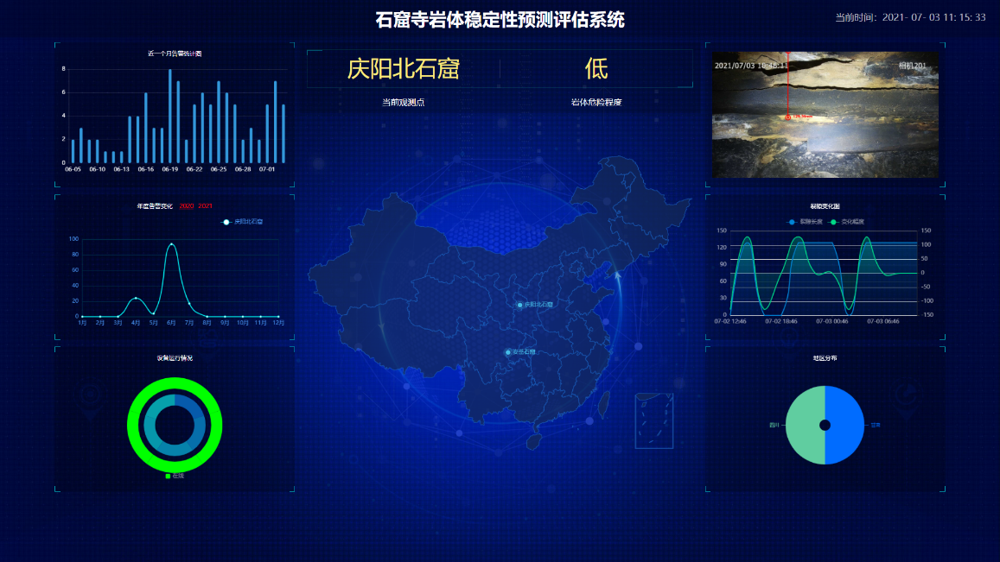 石窟寺岩体稳定性预测评估系统
当前时间：2021- 07- 03 11: 15: 33
近一个月告警统计图
8
6
4
2
0
06-05 06-10 06-13 06-16 06-19 06-22 06-25 06-28 07-01
庆阳北石窟 低
当前观测点 岩体危险程度
2021/07/03 10:46:11 相机201
年度告警变化 2020 2021
庆阳北石窟
100
80
60
40
20
0
1月 2月 3月 4月 5月 6月 7月 8月 9月 10月 11月 12月
庆阳北石窟
安岳石窟
裂隙变化图
裂隙长度 变化幅度
150 150
120 100
90 50
60 0
30 -50
0 -100
-150
07-02 12:46 07-02 18:46 07-03 00:46 07-03 06:46
设备运行情况
在线
地区分布
四川
甘肃